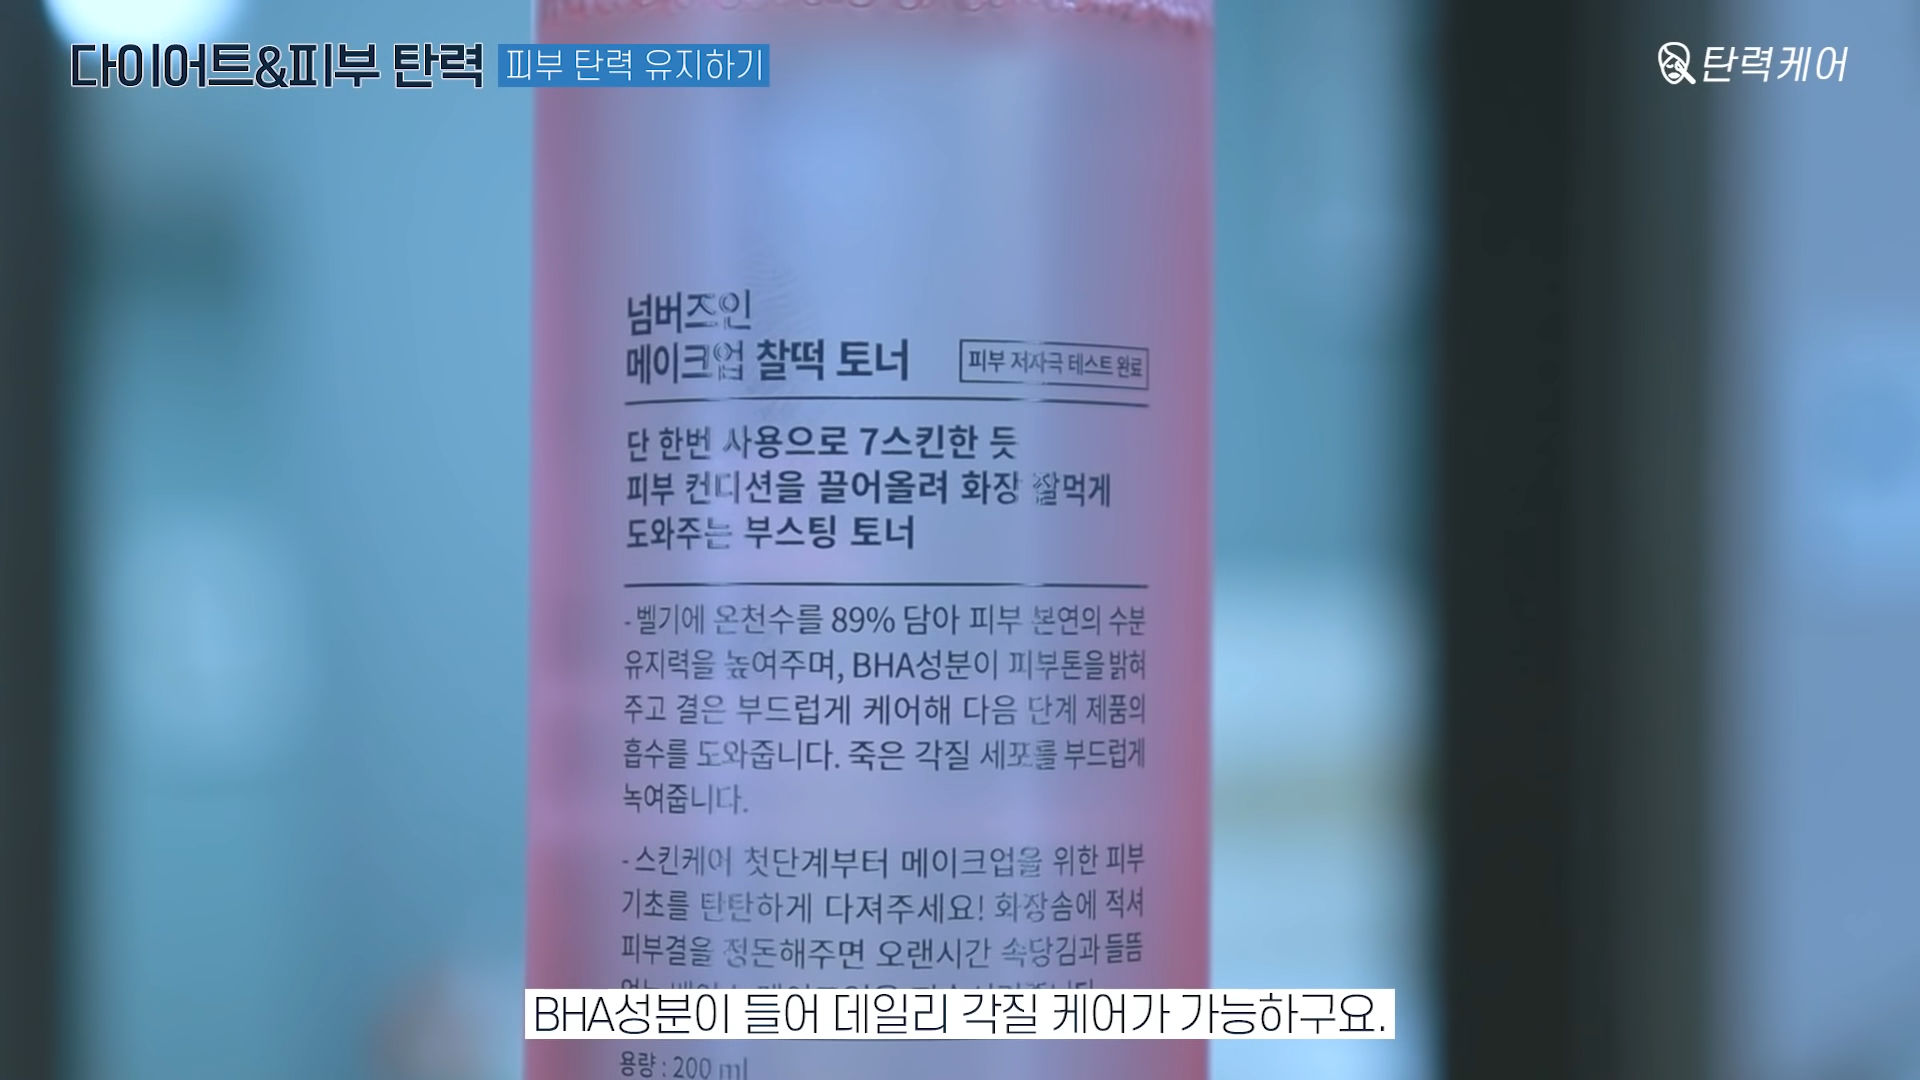 다이어트&피부 탄력 피부 탄력 유지하기
탄력케어
넘버즈인
메이크업 찰떡 토너
피부 저자극 테스트 완료
단 한번 사용으로 7스킨한 듯
피부 컨디션을 끌어올려 화장 잘먹게
도와주는 부스팅 토너
- 벨기에 온천수를 89% 담아 피부 본연의 수분
유지력을 높여주며, BHA성분이 피부톤을 밝혀
주고 결은 부드럽게 케어해 다음 단계 제품의
흡수를 도와줍니다. 죽은 각질 세포를 부드럽게
녹여줍니다.
- 스킨케어 첫단계부터 메이크업을 위한 피부
기초를 탄탄하게 다져주세요! 화장솜에 적셔
피부결을 정돈해주면 오랜시간 속당김과 들뜸
BHA성분이 들어 데일리 각질 케어가 가능하구요.
용량 : 200 ml